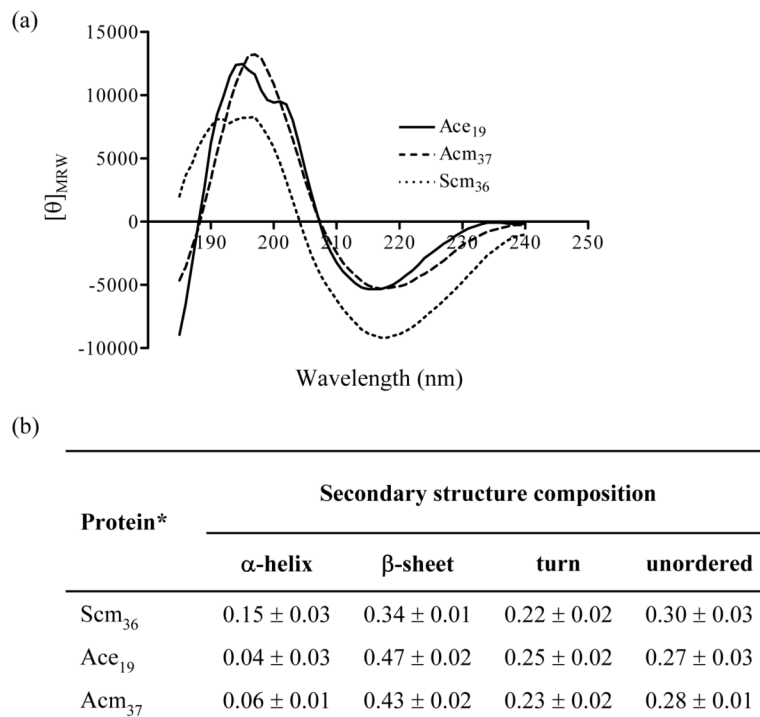 (a)
15000
10000
5000
0
-5000
-10000
[θ]MRW
Ace19
Acm37
Scm36
190 200 210 220 230 240 250
Wavelength (nm)
(b)
Protein*
Secondary structure composition
α-helix β-sheet turn unordered
Scm36 0.15 ± 0.03 0.34 ± 0.01 0.22 ± 0.02 0.30 ± 0.03
Ace19 0.04 ± 0.03 0.47 ± 0.02 0.25 ± 0.02 0.27 ± 0.03
Acm37 0.06 ± 0.01 0.43 ± 0.02 0.23 ± 0.02 0.28 ± 0.01